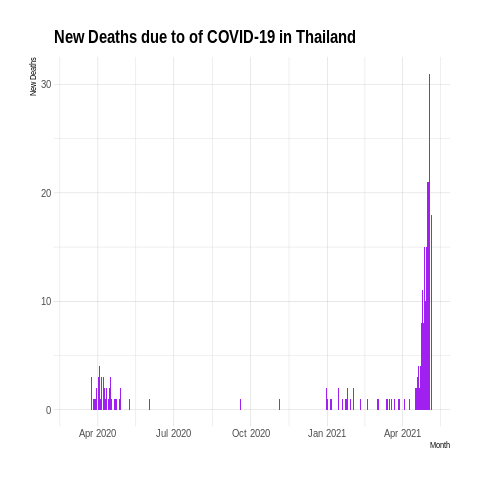 New Deaths due to of COVID-19 in Thailand
New Deaths
30
20
10
0
Apr 2020 Jul 2020 Oct 2020 Jan 2021 Apr 2021
Month